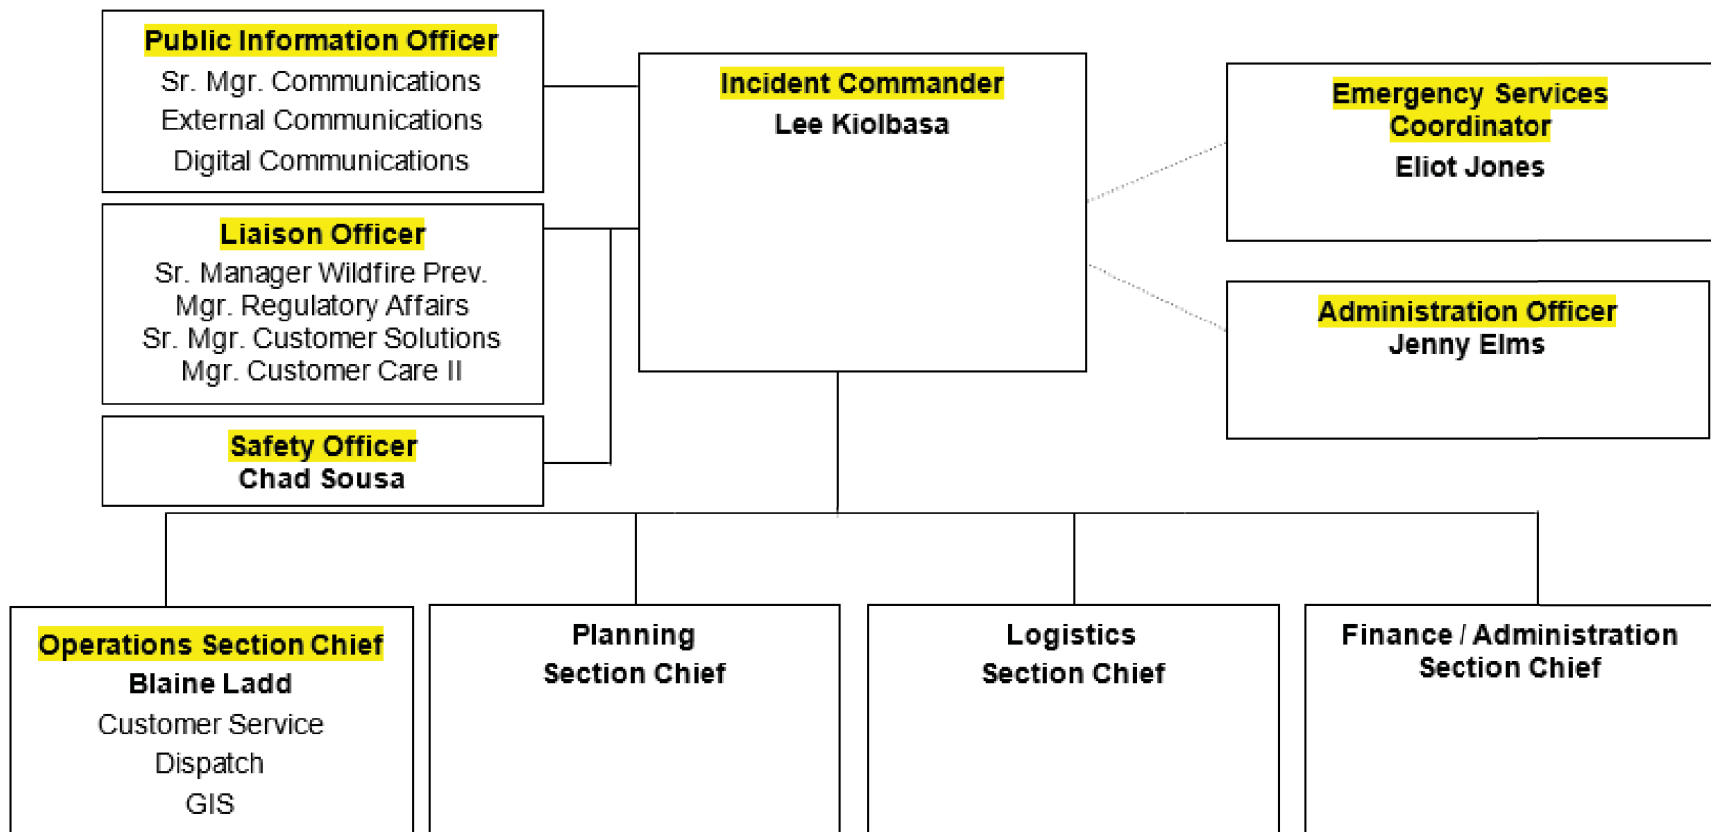 Public Information Officer
Sr. Mgr. Communications
External Communications
Digital Communications
Incident Commander
Lee Kiolbasa
Emergency Services
Coordinator
Eliot Jones
Liaison Officer
Sr. Manager Wildfire Prev.
Mgr. Regulatory Affairs
Sr. Mgr. Customer Solutions
Mgr. Customer Care II
Administration Officer
Jenny Elms
Safety Officer
Chad Sousa
Operations Section Chief
Blaine Ladd
Customer Service
Dispatch
GIS
Planning
Section Chief
Logistics
Section Chief
Finance / Administration
Section Chief